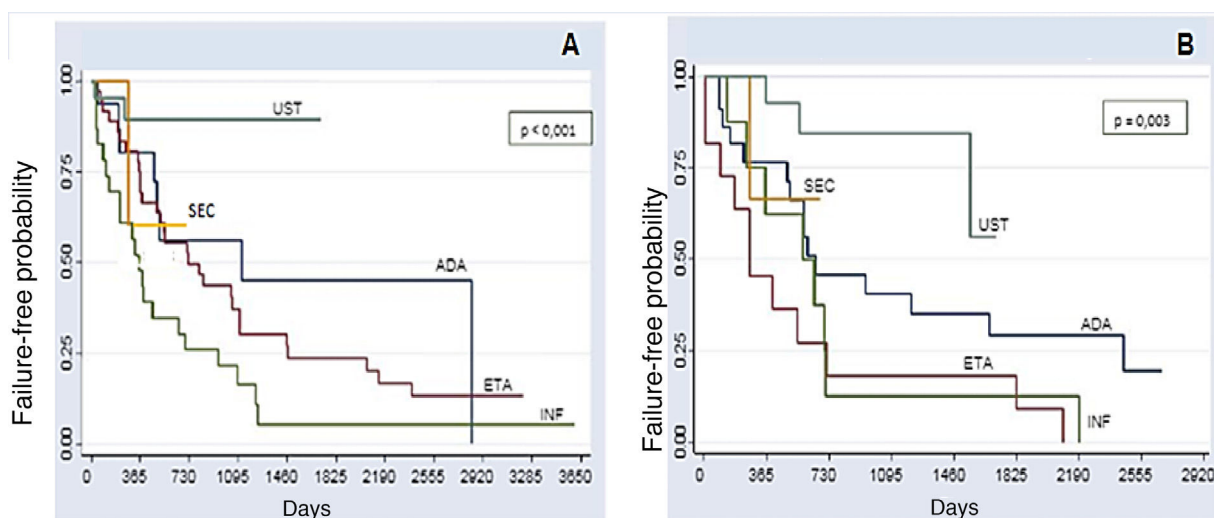 A
Failure-free probability
1.00
0.75
0.50
0.25
0.00
UST
p < 0,001
SEC
ADA
ETA
INF
0 365 730 1095 1460 1825 2190 2555 2920 3285 3650
Days
B
Failure-free probability
1.00
0.75
0.50
0.25
0.00
p = 0,003
SEC
UST
ADA
ETA
INF
0 365 730 1095 1460 1825 2190 2555 2920
Days